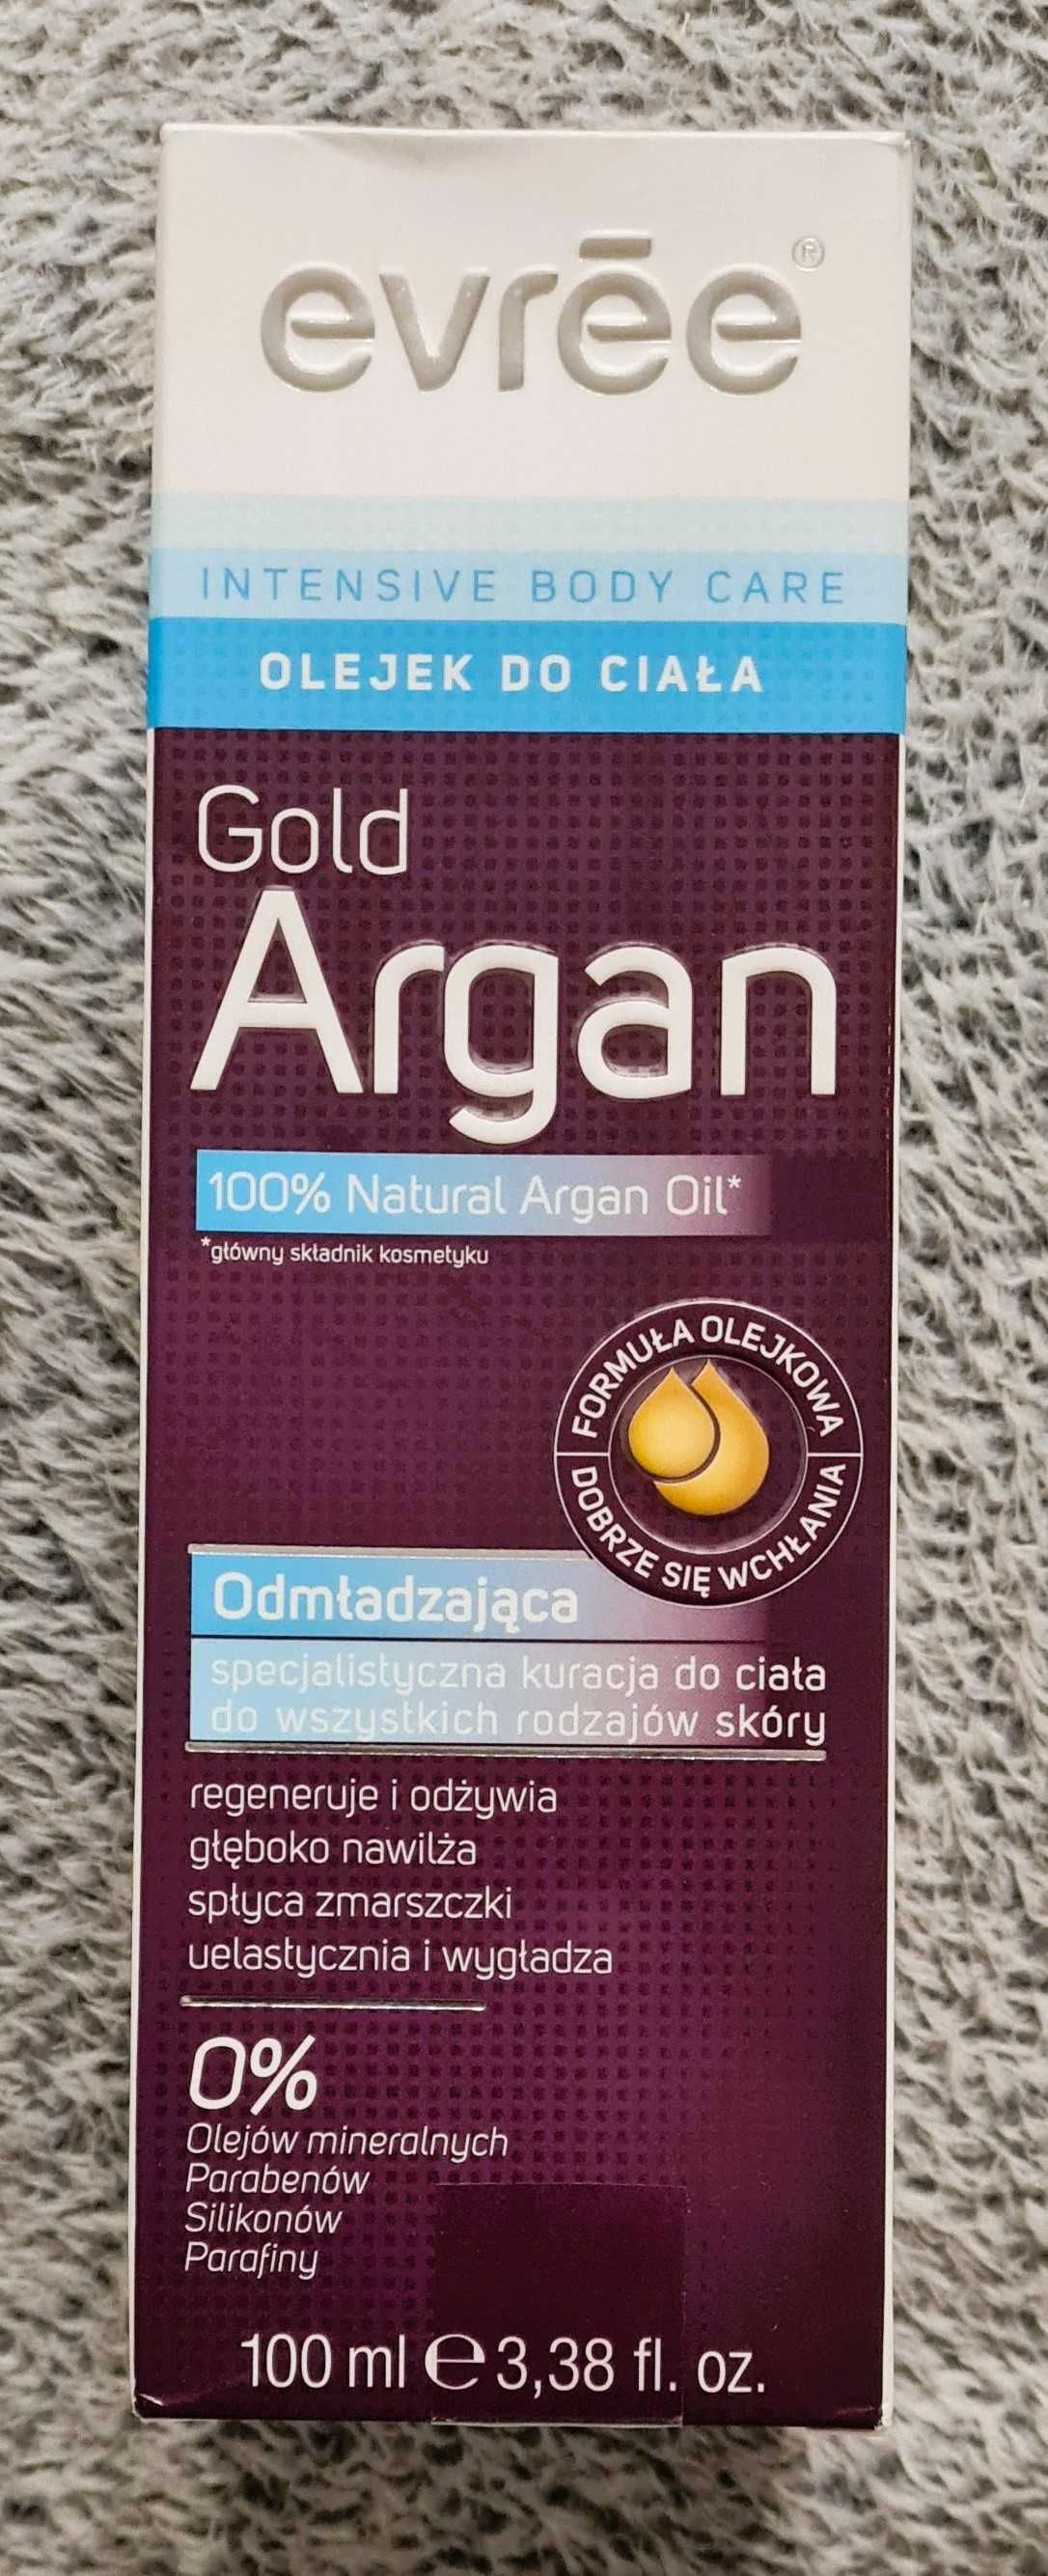 evrēe®
INTENSIVE BODY CARE
OLEJEK DO CIAŁA
Gold
Argan
100% Natural Argan Oil*
*główny składnik kosmetyku
FORMUŁA OLEJKOWA
DOBRZE SIĘ WCHŁANIA
Odmładzająca
specjalistyczna kuracja do ciała
do wszystkich rodzajów skóry
regeneruje i odżywia
głęboko nawilża
spłyca zmarszczki
uelastycznia i wygładza
0%
Olejów mineralnych
Parabenów
Silikonów
Parafiny
100 ml ℮ 3,38 fl. oz.